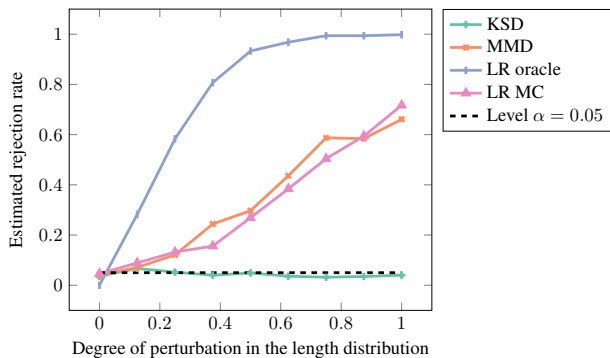 1
0.8
0.6
0.4
0.2
0
Estimated rejection rate
0
0.2
0.4
0.6
0.8
1
Degree of perturbation in the length distribution
KSD
MMD
LR oracle
LR MC
Level α = 0.05